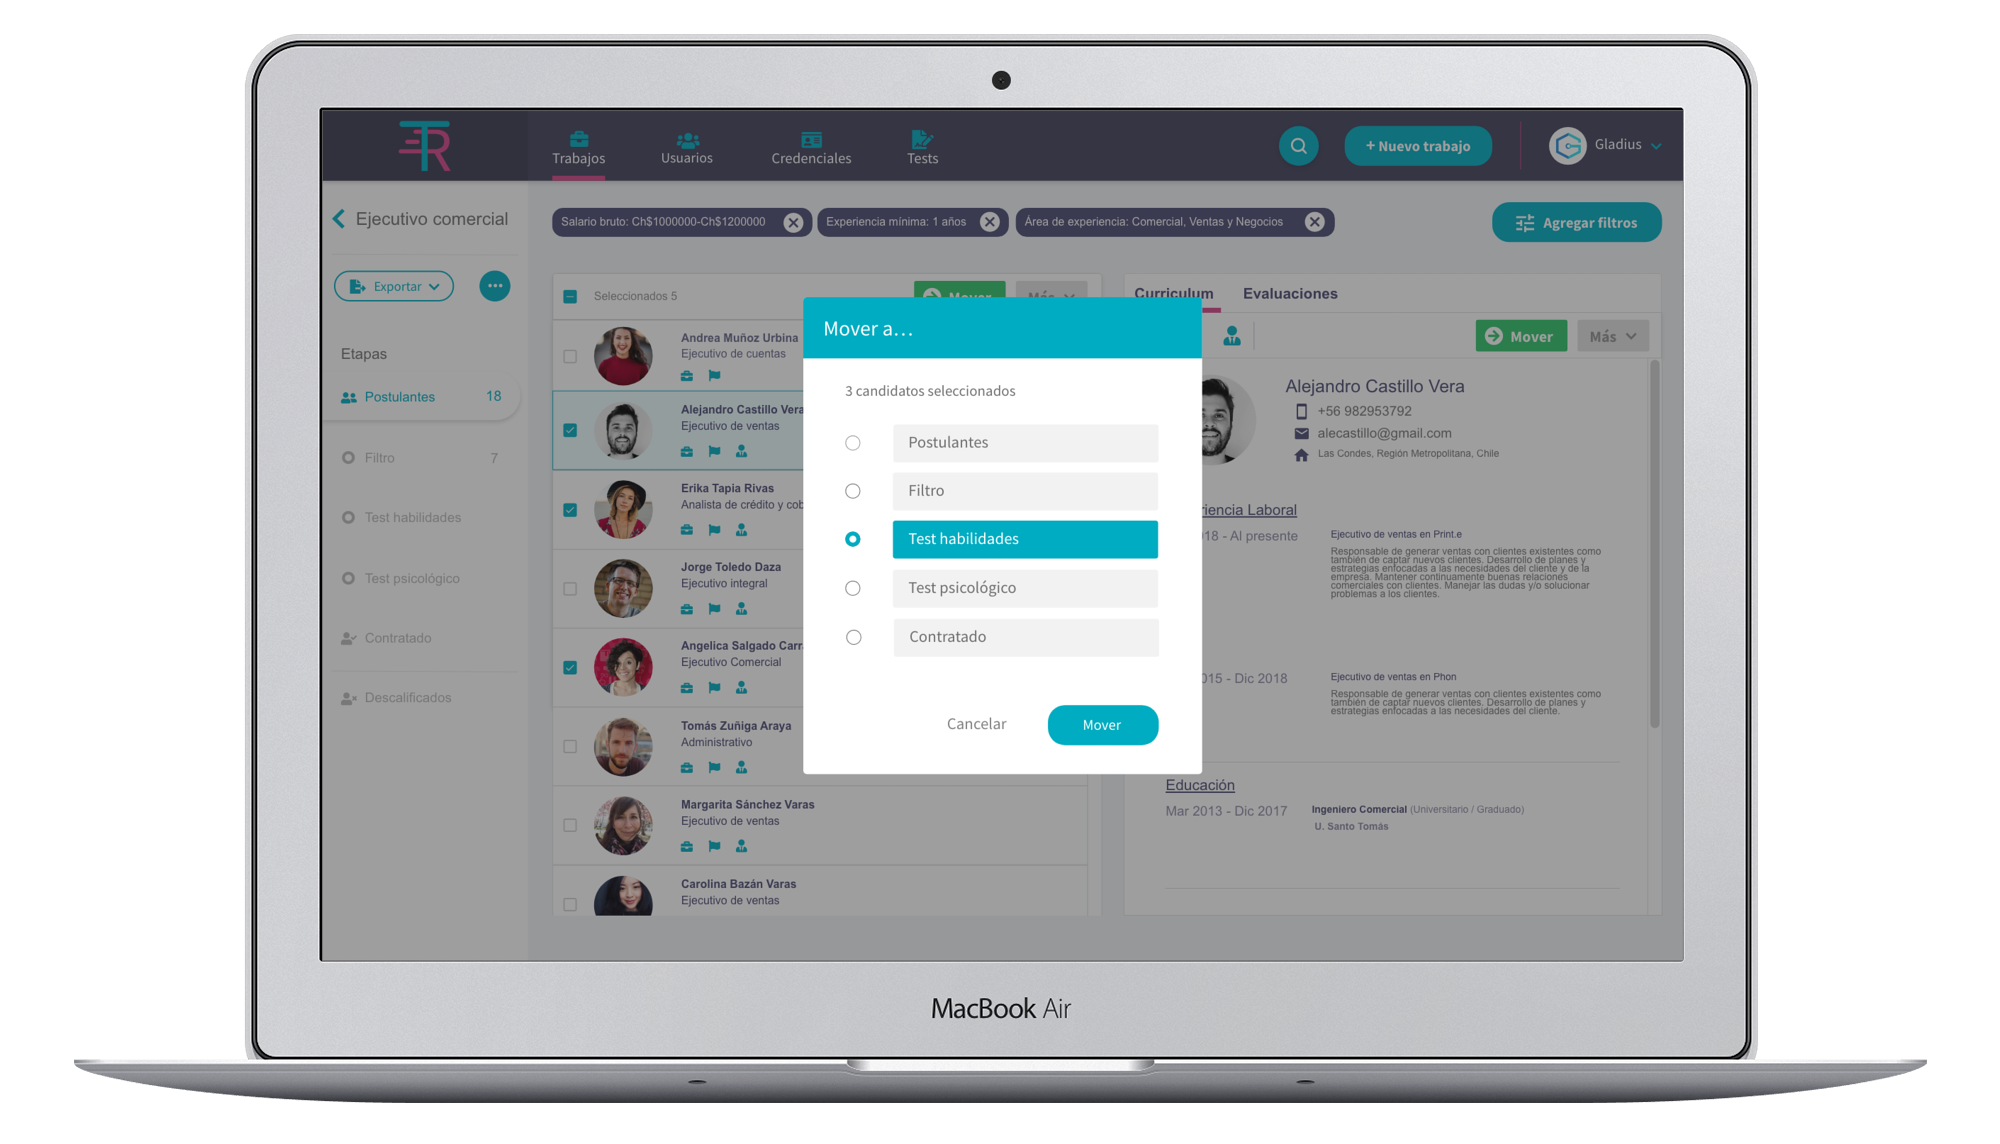 TR
Trabajos
Usuarios
Credenciales
Tests
+ Nuevo trabajo
Gladius
Ejecutivo comercial
Salario bruto: Ch$1000000-Ch$1200000
Experiencia mínima: 1 años
Área de experiencia: Comercial, Ventas y Negocios
Agregar filtros
Exportar
Etapas
Postulantes 18
Filtro 7
Test habilidades
Test psicológico
Contratado
Descalificados
Seleccionados 5
Mover
Más
Andrea Muñoz Urbina
Ejecutivo de cuentas
Alejandro Castillo Vera
Ejecutivo de ventas
Erika Tapia Rivas
Analista de crédito y cob
Jorge Toledo Daza
Ejecutivo integral
Angelica Salgado Carr
Ejecutivo Comercial
Tomás Zuñiga Araya
Administrativo
Margarita Sánchez Varas
Ejecutivo de ventas
Carolina Bazán Varas
Ejecutivo de ventas
Mover a...
3 candidatos seleccionados
Postulantes
Filtro
Test habilidades
Test psicológico
Contratado
Cancelar
Mover
Curriculum
Evaluaciones
Mover
Más
Alejandro Castillo Vera
+56 982953792
alecastillo@gmail.com
Las Condes, Región Metropolitana, Chile
riencia Laboral
18 - Al presente
Ejecutivo de ventas en Print.e
Responsable de generar ventas con clientes existentes como
también de captar nuevos clientes. Desarrollo de planes y
estrategias enfocadas a las necesidades del cliente y de la
empresa. Mantener continuamente buenas relaciones
comerciales con clientes. Manejar las dudas y/o solucionar
problemas a los clientes.
015 - Dic 2018
Ejecutivo de ventas en Phon
Responsable de generar ventas con clientes existentes como
también de captar nuevos clientes. Desarrollo de planes y
estrategias enfocadas a las necesidades del cliente.
Educación
Mar 2013 - Dic 2017
Ingeniero Comercial (Universitario / Graduado)
U. Santo Tomás
MacBook Air